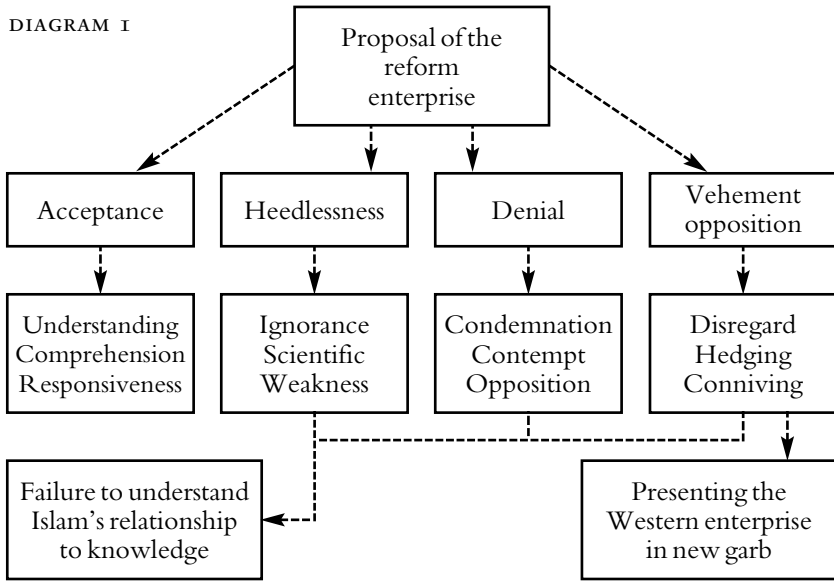 DIAGRAM 1
Proposal of the
reform
enterprise
Acceptance
Heedlessness
Denial
Vehement
opposition
Understanding
Comprehension
Responsiveness
Ignorance
Scientific
Weakness
Condemnation
Contempt
Opposition
Disregard
Hedging
Conniving
Failure to understand
Islam's relationship
to knowledge
Presenting the
Western enterprise
in new garb